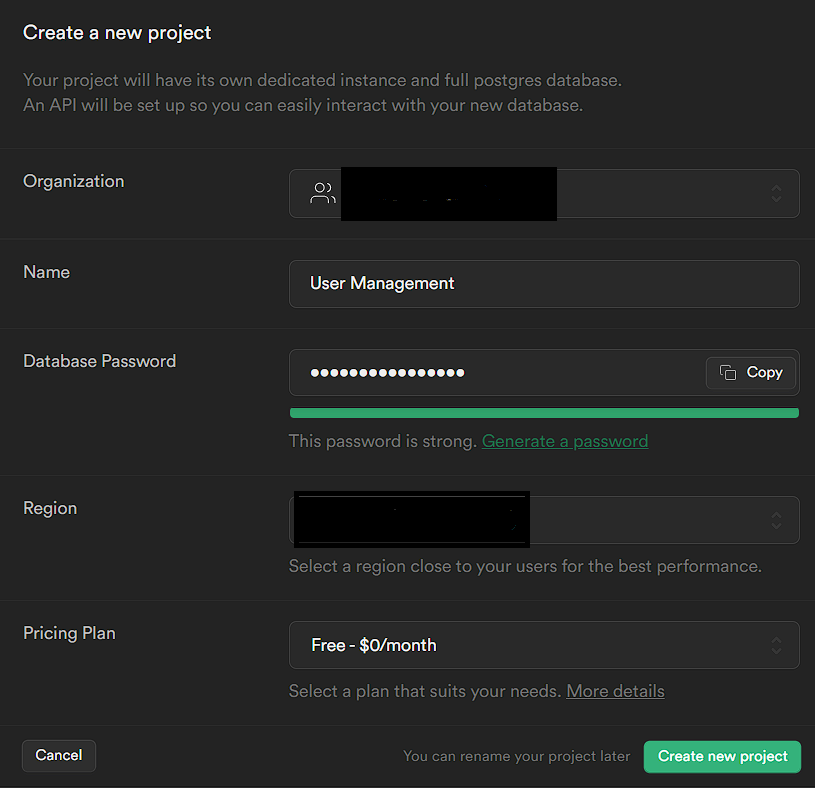 Create a new project
Your project will have its own dedicated instance and full postgres database.
An API will be set up so you can easily interact with your new database.
Organization
Name
User Management
Database Password
••••••••••••••••
Copy
This password is strong. Generate a password
Region
Select a region close to your users for the best performance.
Pricing Plan
Free - $0/month
Select a plan that suits your needs. More details
Cancel
You can rename your project later
Create new project